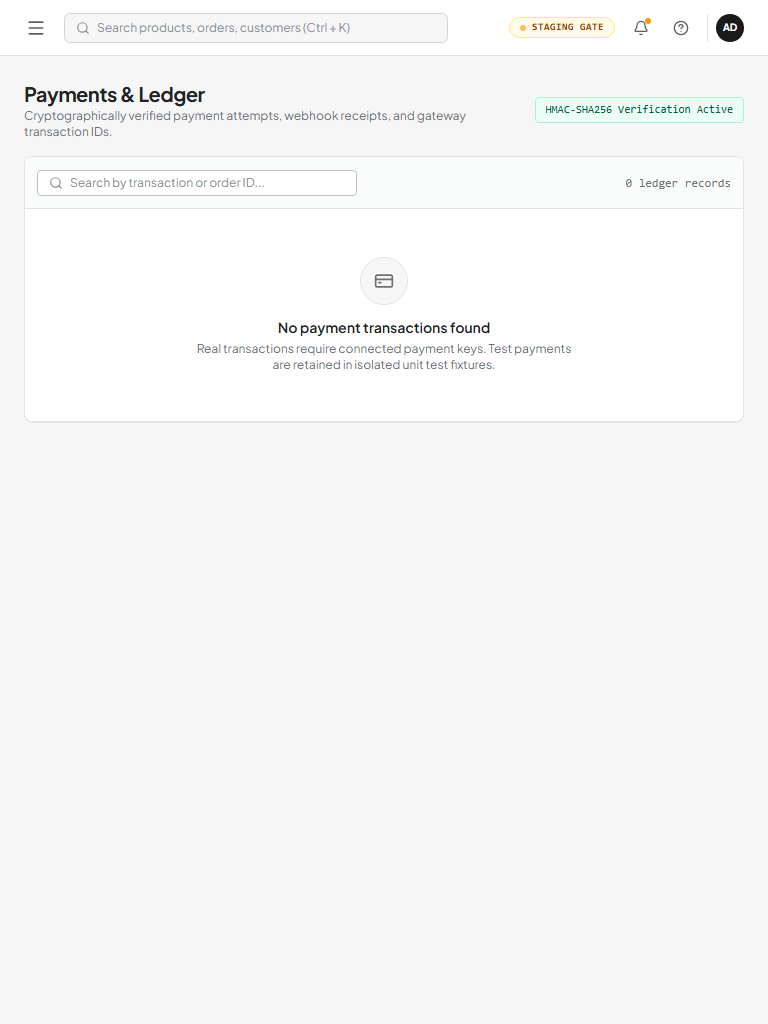 Search products, orders, customers (Ctrl + K)
STAGING GATE
AD
Payments & Ledger
Cryptographically verified payment attempts, webhook receipts, and gateway
transaction IDs.
HMAC-SHA256 Verification Active
Search by transaction or order ID...
0 ledger records
No payment transactions found
Real transactions require connected payment keys. Test payments
are retained in isolated unit test fixtures.